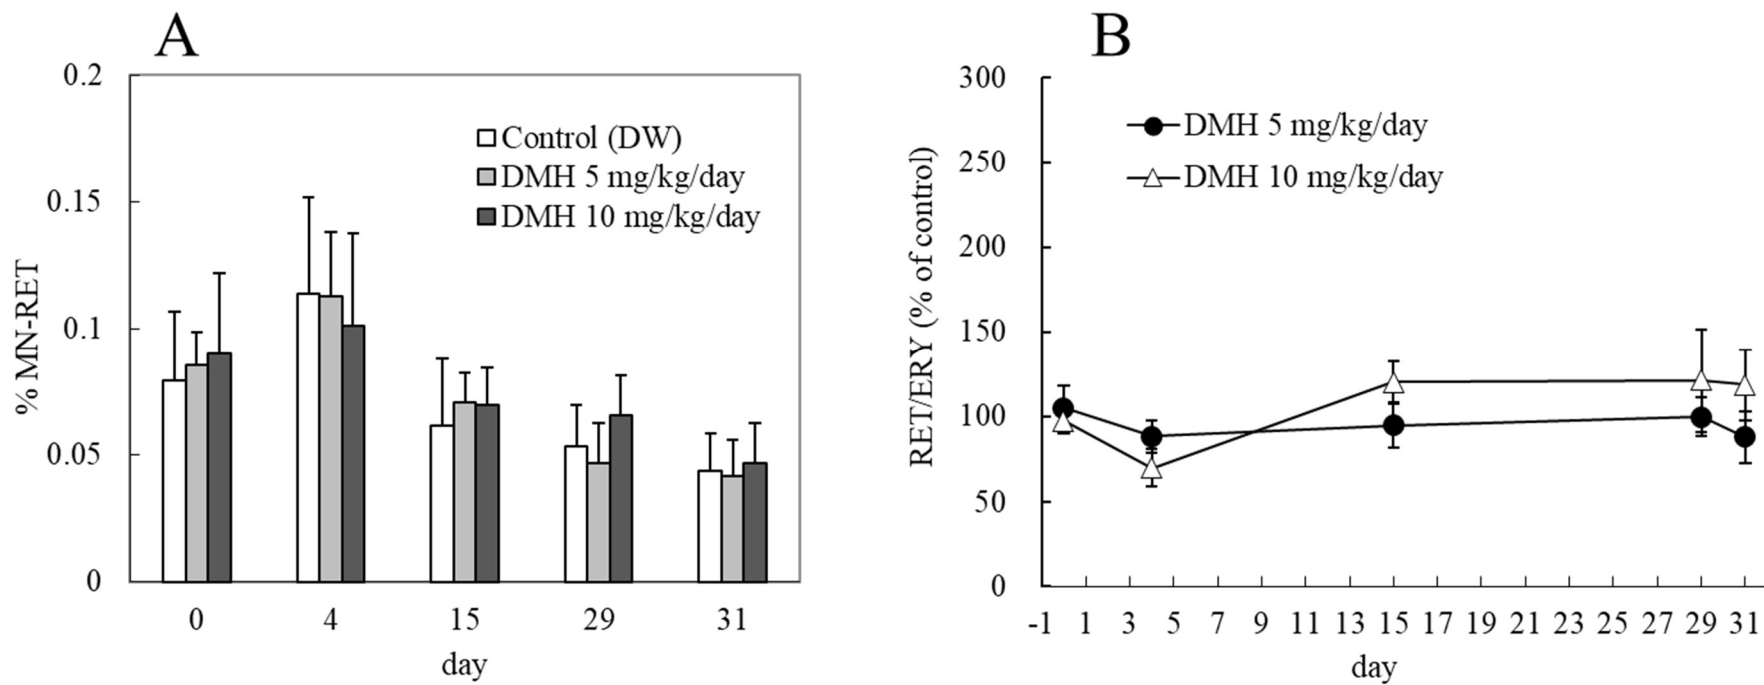 A
% MN-RET
0.2
0.15
0.1
0.05
0
Control (DW)
DMH 5 mg/kg/day
DMH 10 mg/kg/day
0 4 15 29 31
day
B
RET/ERY (% of control)
300
250
200
150
100
50
0
DMH 5 mg/kg/day
DMH 10 mg/kg/day
-1 1 3 5 7 9 11 13 15 17 19 21 23 25 27 29 31
day